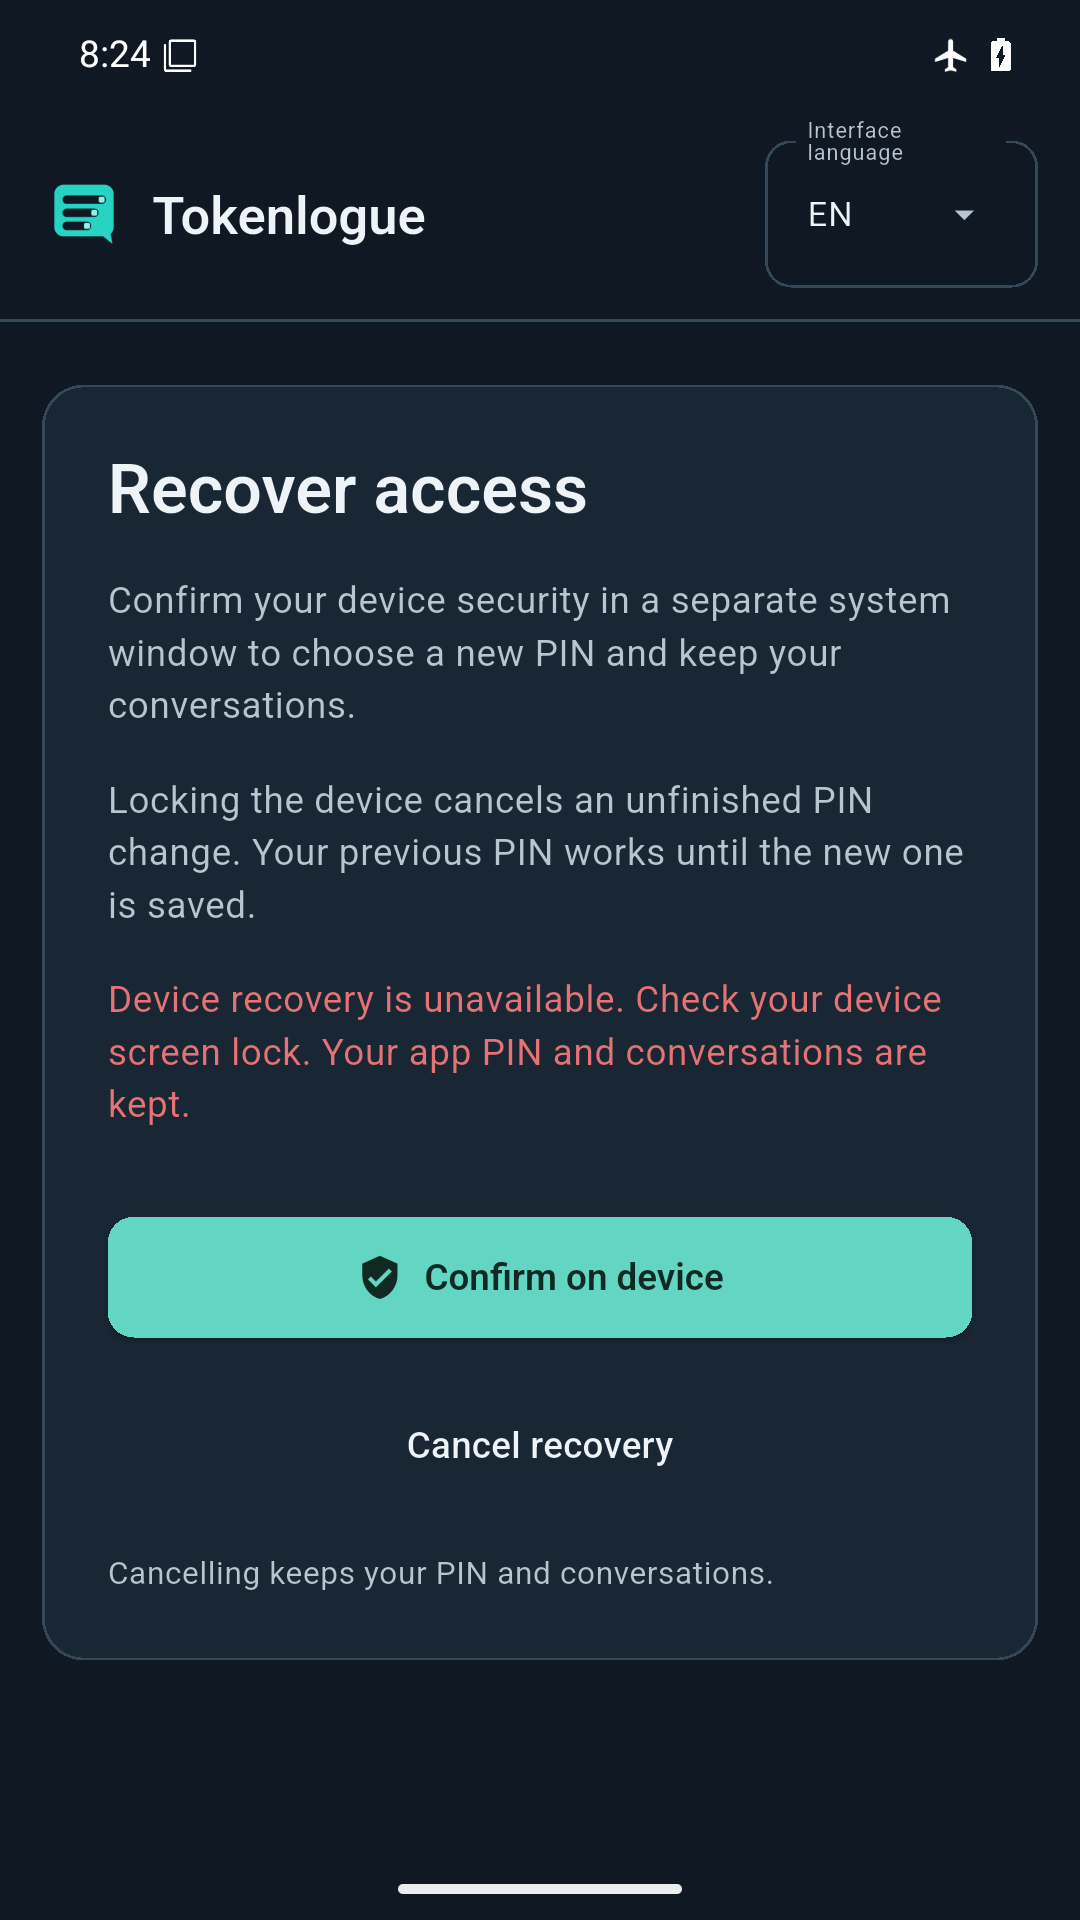 8:24
Interface
language
Tokenlogue
EN
Recover access
Confirm your device security in a separate system
window to choose a new PIN and keep your
conversations.
Locking the device cancels an unfinished PIN
change. Your previous PIN works until the new one
is saved.
Device recovery is unavailable. Check your device
screen lock. Your app PIN and conversations are
kept.
Confirm on device
Cancel recovery
Cancelling keeps your PIN and conversations.